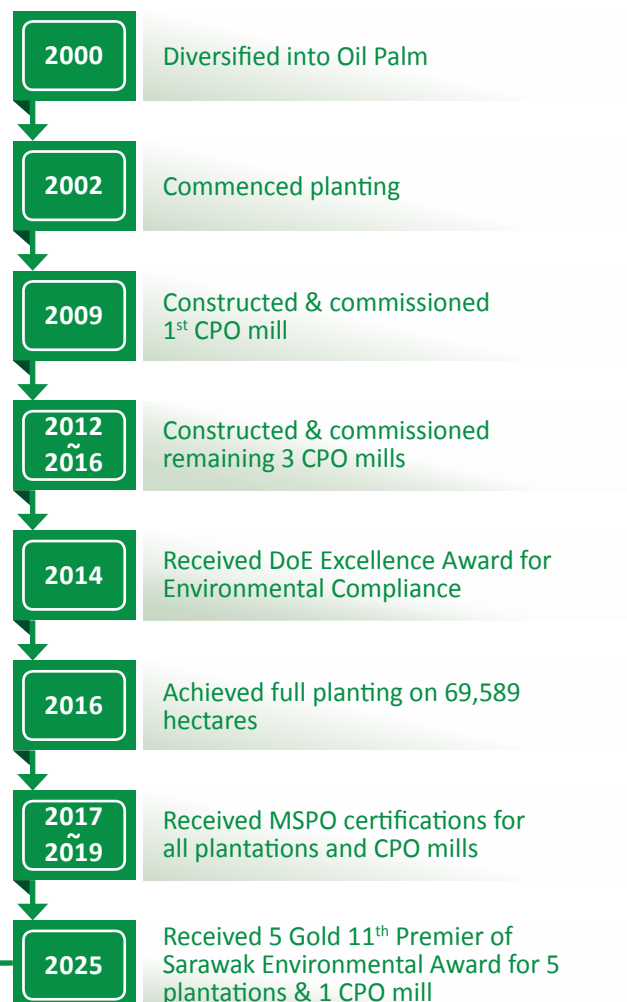 2000
Diversified into Oil Palm
2002
Commenced planting
2009
Constructed & commissioned
1st CPO mill
2012
~
2016
Constructed & commissioned
remaining 3 CPO mills
2014
Received DoE Excellence Award for
Environmental Compliance
2016
Achieved full planting on 69,589
hectares
2017
~
2019
Received MSPO certifications for
all plantations and CPO mills
2025
Received 5 Gold 11th Premier of
Sarawak Environmental Award for 5
plantations & 1 CPO mill